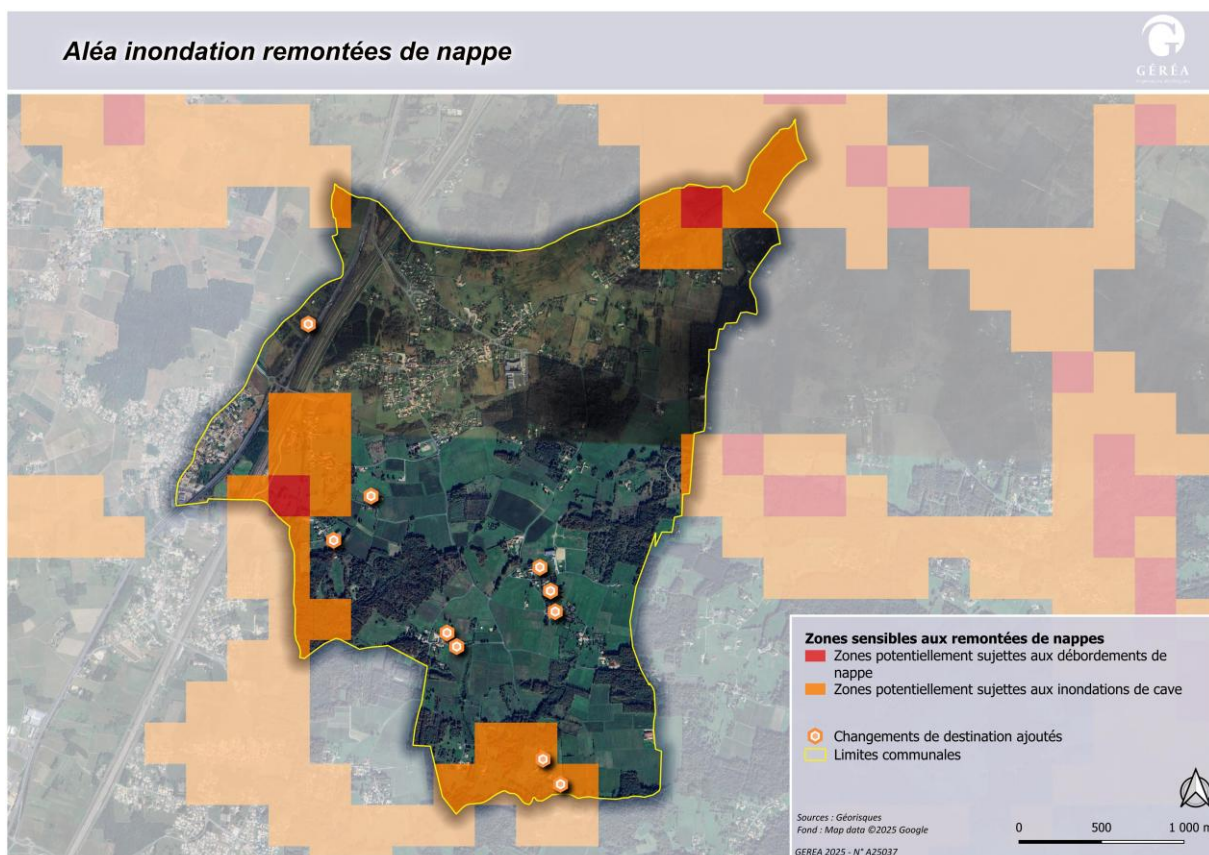 Aléa inondation remontées de nappe
GÉRÉA
Zones sensibles aux remontées de nappes
Zones potentiellement sujettes aux débordements de
nappe
Zones potentiellement sujettes aux inondations de cave
Changements de destination ajoutés
Limites communales
Sources : Géorisques
Fond : Map data ©2025 Google
0 500 1 000 m
GEREA 2025 - N° A25037